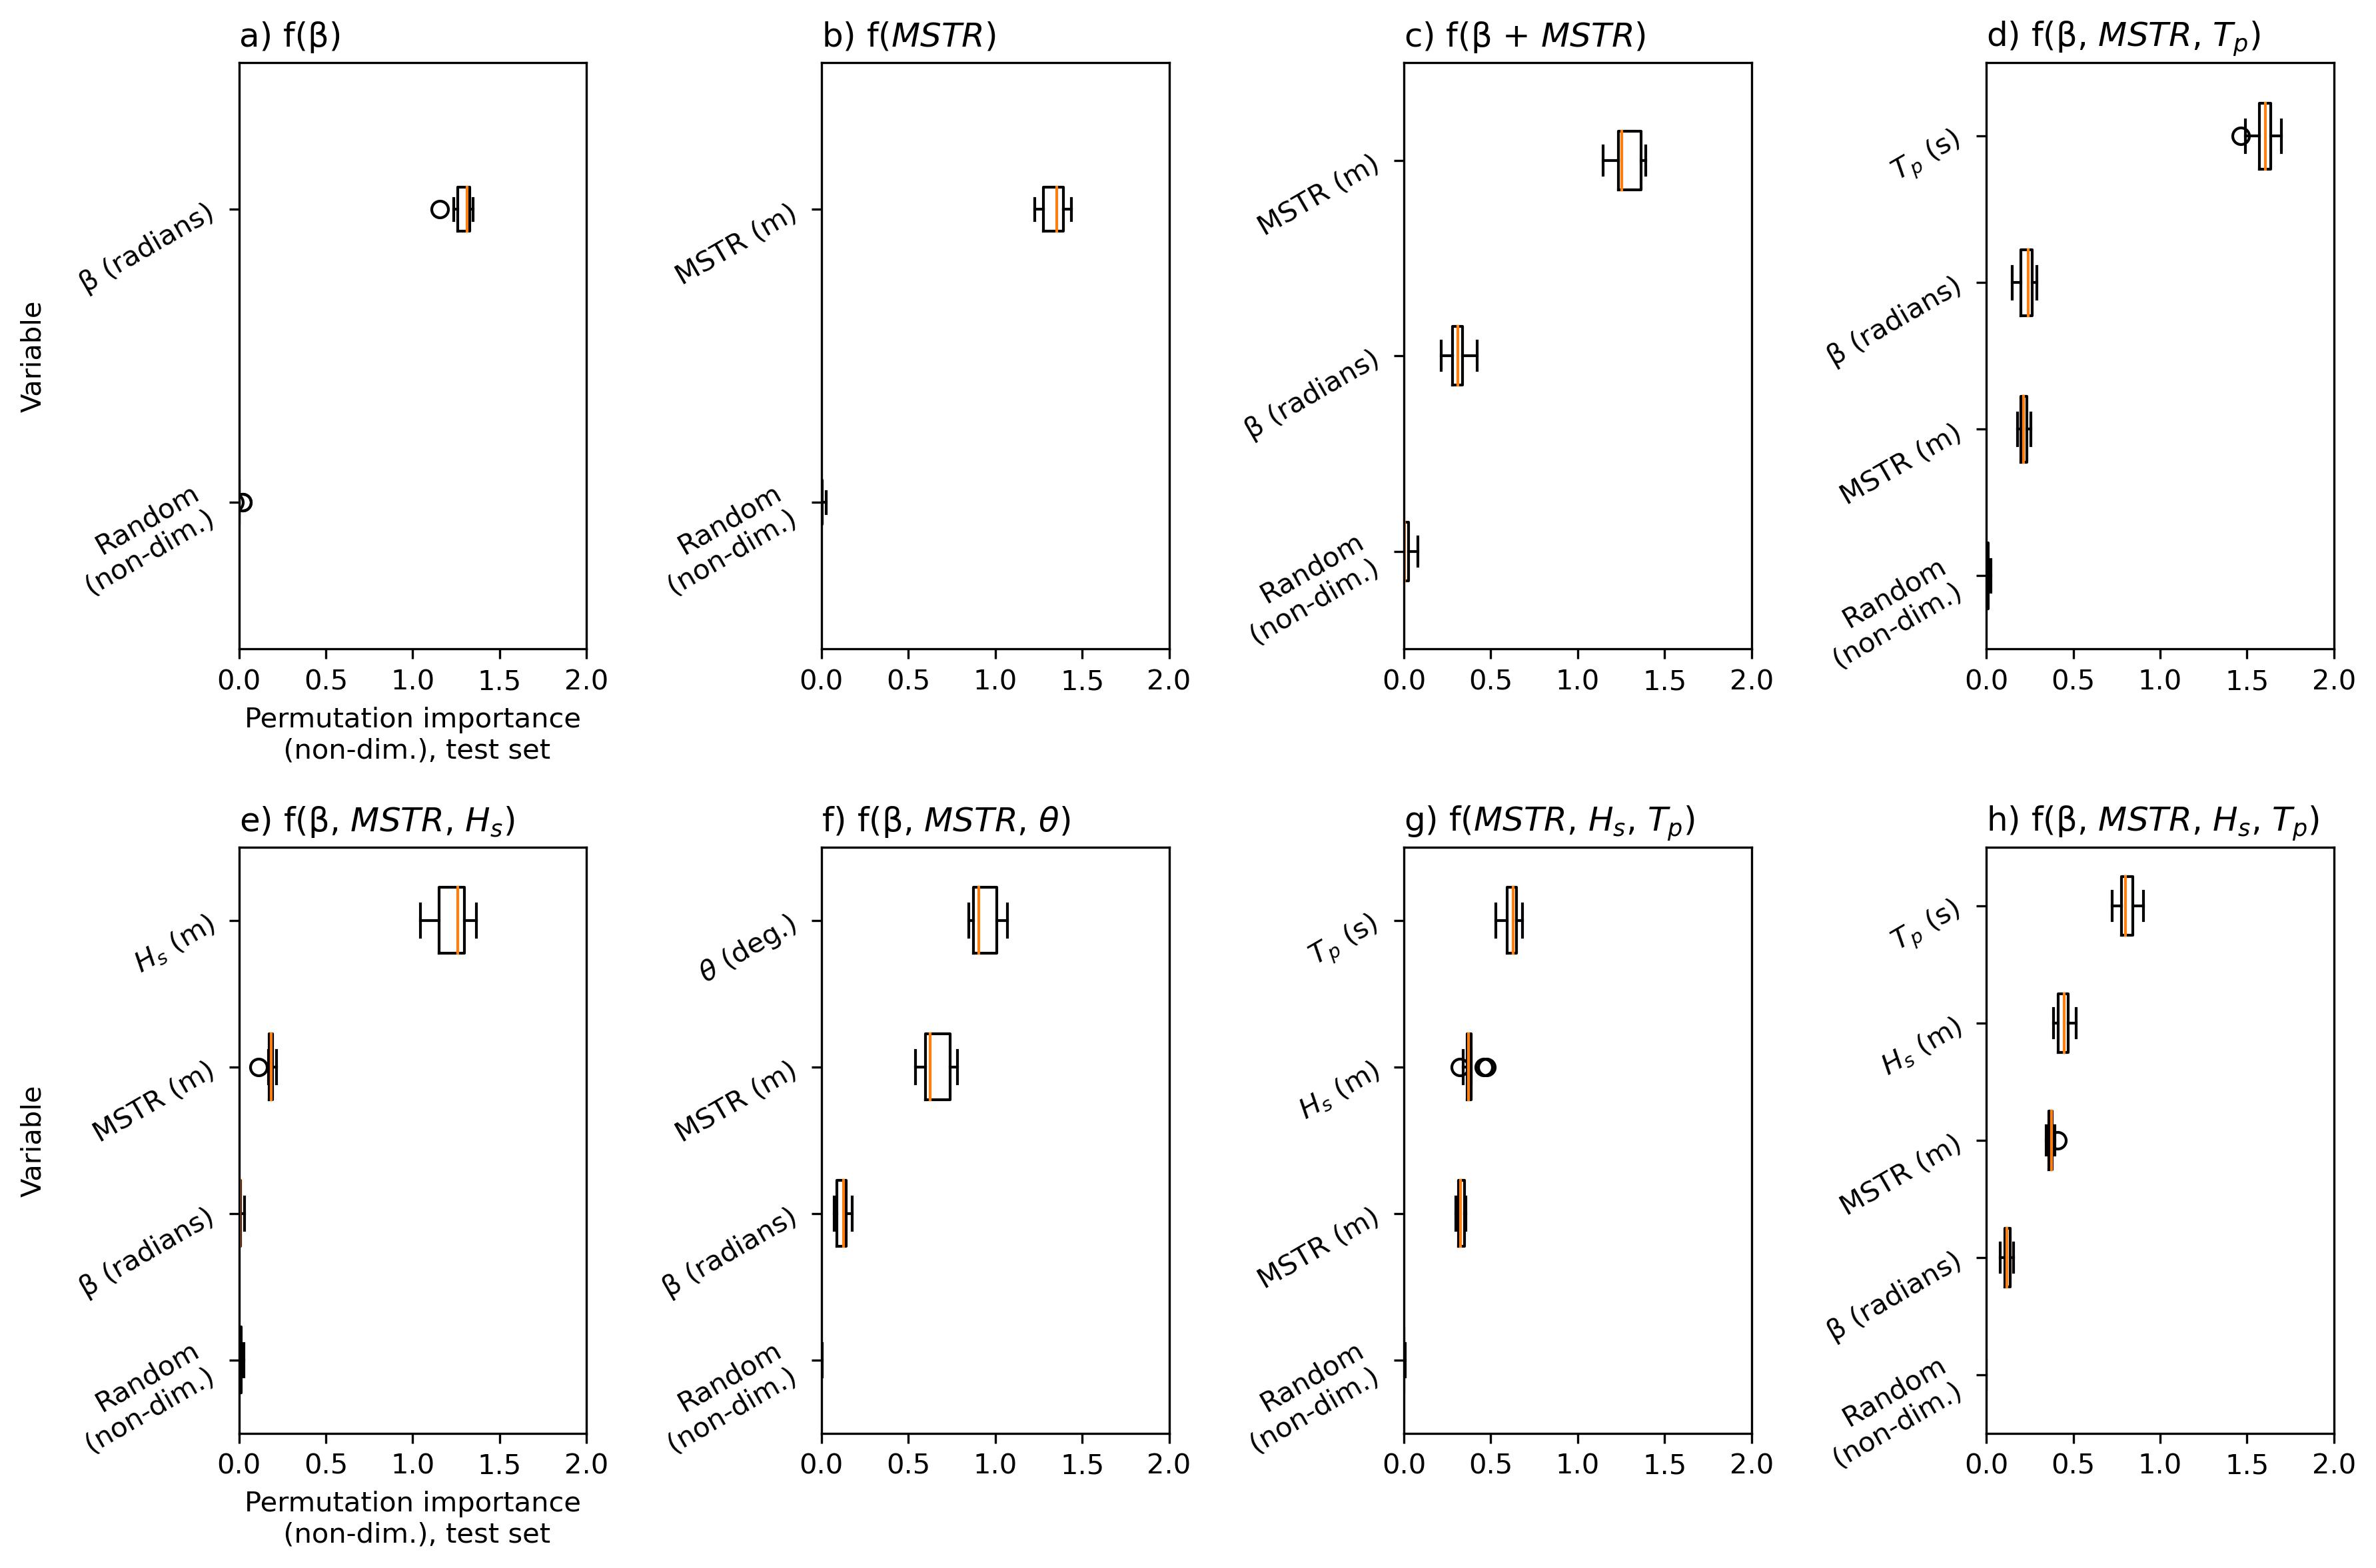 a) f(β)
b) f(MSTR)
c) f(β + MSTR)
d) f(β, MSTR, Tp)
Variable
β (radians)
Random
(non-dim.)
0.0 0.5 1.0 1.5 2.0
Permutation importance
(non-dim.), test set
MSTR (m)
Random
(non-dim.)
0.0 0.5 1.0 1.5 2.0
MSTR (m)
β (radians)
Random
(non-dim.)
0.0 0.5 1.0 1.5 2.0
Tp (s)
β (radians)
MSTR (m)
Random
(non-dim.)
0.0 0.5 1.0 1.5 2.0
e) f(β, MSTR, Hs)
f) f(β, MSTR, θ)
g) f(MSTR, Hs, Tp)
h) f(β, MSTR, Hs, Tp)
Variable
Hs (m)
MSTR (m)
β (radians)
Random
(non-dim.)
0.0 0.5 1.0 1.5 2.0
Permutation importance
(non-dim.), test set
θ (deg.)
MSTR (m)
β (radians)
Random
(non-dim.)
0.0 0.5 1.0 1.5 2.0
Tp (s)
Hs (m)
MSTR (m)
Random
(non-dim.)
0.0 0.5 1.0 1.5 2.0
Tp (s)
Hs (m)
MSTR (m)
β (radians)
Random
(non-dim.)
0.0 0.5 1.0 1.5 2.0